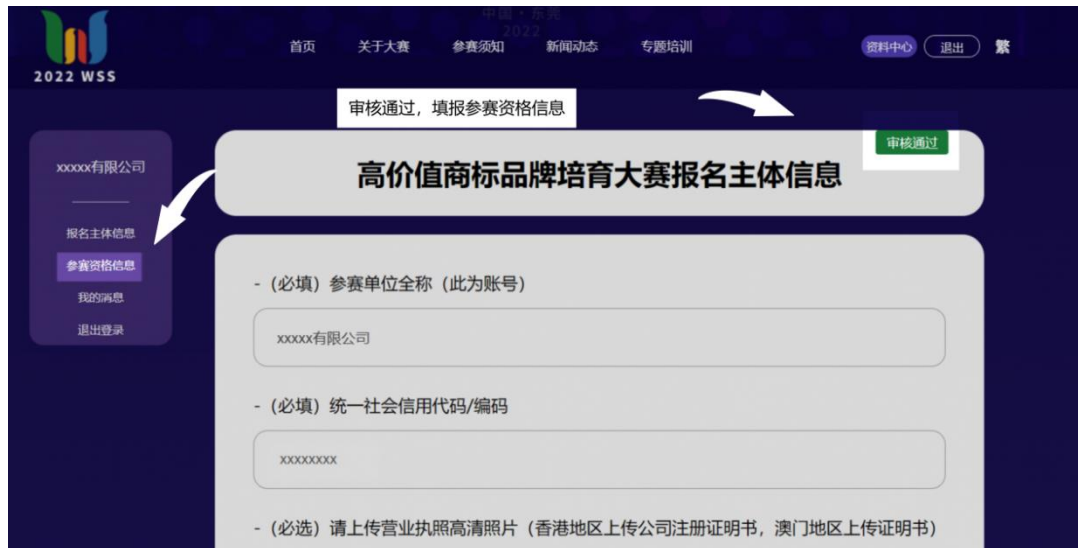 中国·东莞
2022
2022 WSS
首页 关于大赛 参赛须知 新闻动态 专题培训 资料中心 退出 繁
审核通过，填报参赛资格信息
审核通过
高价值商标品牌培育大赛报名主体信息
xxxxx有限公司
报名主体信息
参赛资格信息
我的消息
退出登录
- （必填）参赛单位全称（此为账号）
xxxxx有限公司
- （必填）统一社会信用代码/编码
xxxxxxxx
- （必选）请上传营业执照高清照片（香港地区上传公司注册证明书，澳门地区上传证明书）